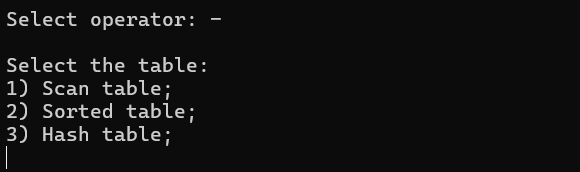 Select operator: -
Select the table:
1) Scan table;
2) Sorted table;
3) Hash table;